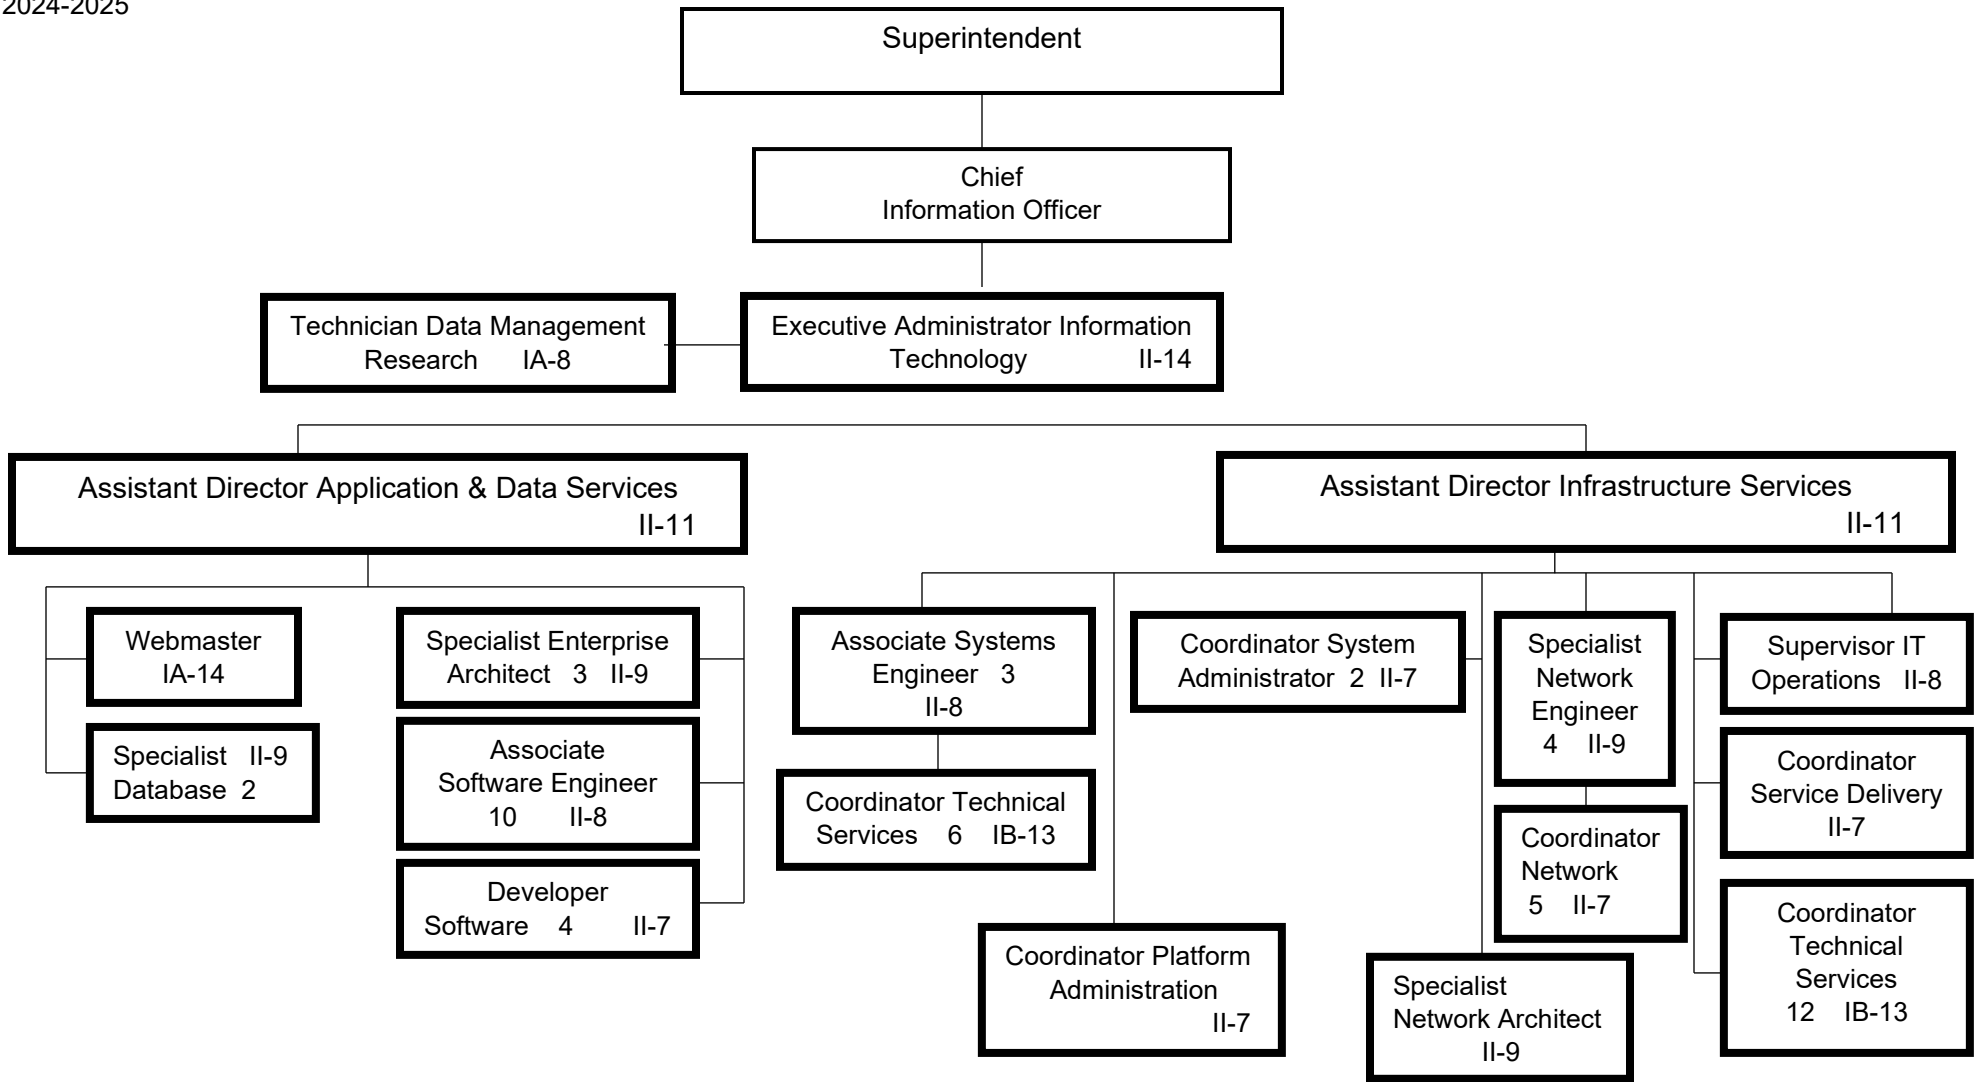 2024-2025
Superintendent
Chief
Information Officer
Technician Data Management
Research IA-8
Executive Administrator Information
Technology II-14
Assistant Director Application & Data Services
II-11
Assistant Director Infrastructure Services
II-11
Webmaster
IA-14
Specialist II-9
Database 2
Specialist Enterprise
Architect 3 II-9
Associate
Software Engineer
10 II-8
Developer
Software 4 II-7
Associate Systems
Engineer 3
II-8
Coordinator Technical
Services 6 IB-13
Coordinator Platform
Administration
II-7
Coordinator System
Administrator 2 II-7
Specialist
Network
Engineer
4 II-9
Coordinator
Network
5 II-7
Specialist
Network Architect
II-9
Supervisor IT
Operations II-8
Coordinator
Service Delivery
II-7
Coordinator
Technical
Services
12 IB-13